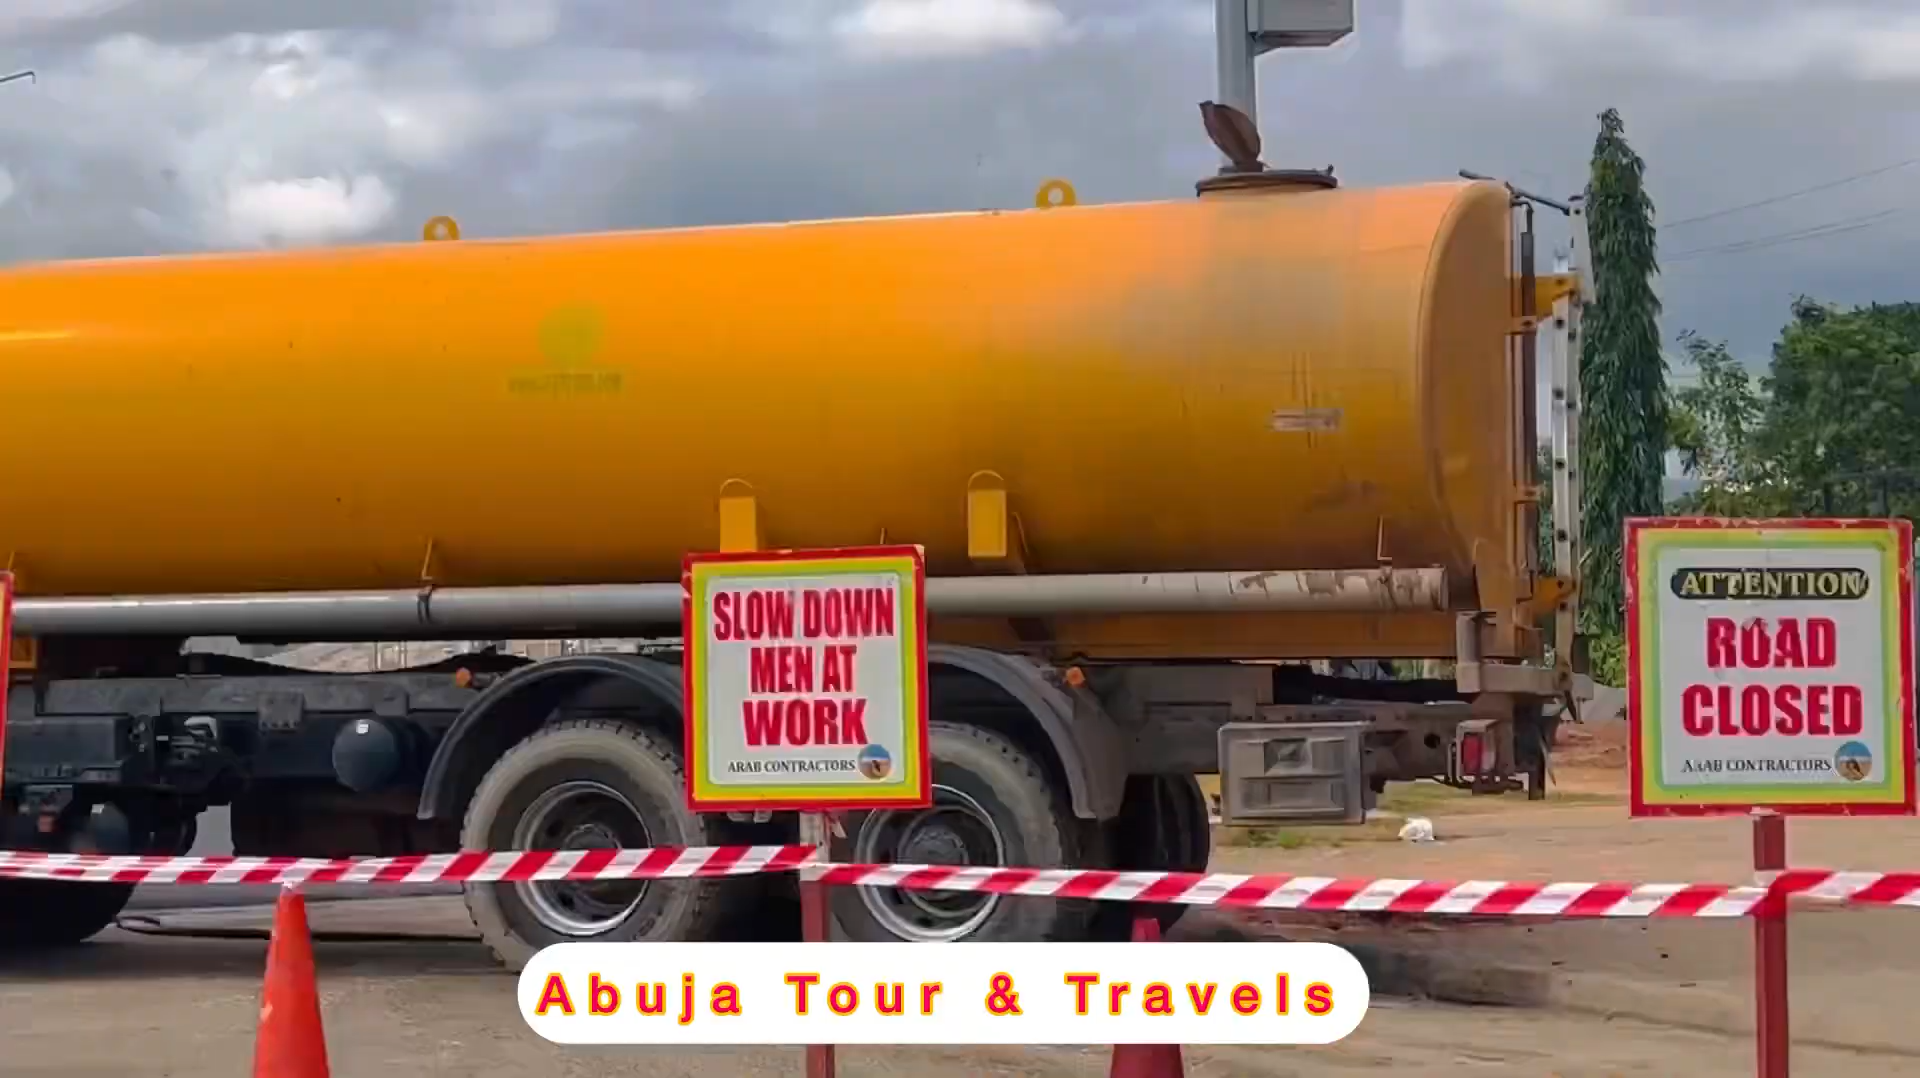 SLOW DOWN
MEN AT
WORK
ARAB CONTRACTORS
ATTENTION
ROAD
CLOSED
ARAB CONTRACTORS
Abuja Tour & Travels